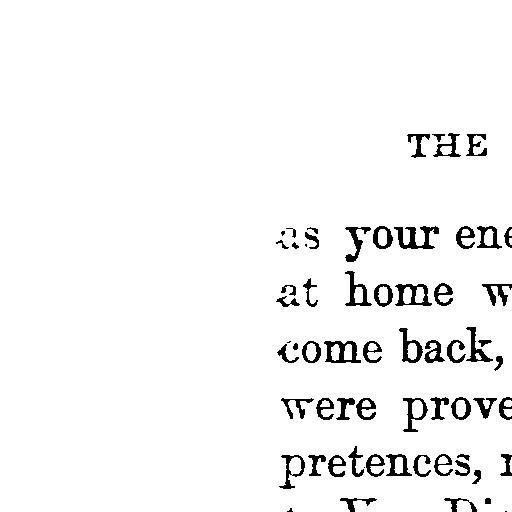 THE
as your ene
at home w
come back,
were prove
pretences,